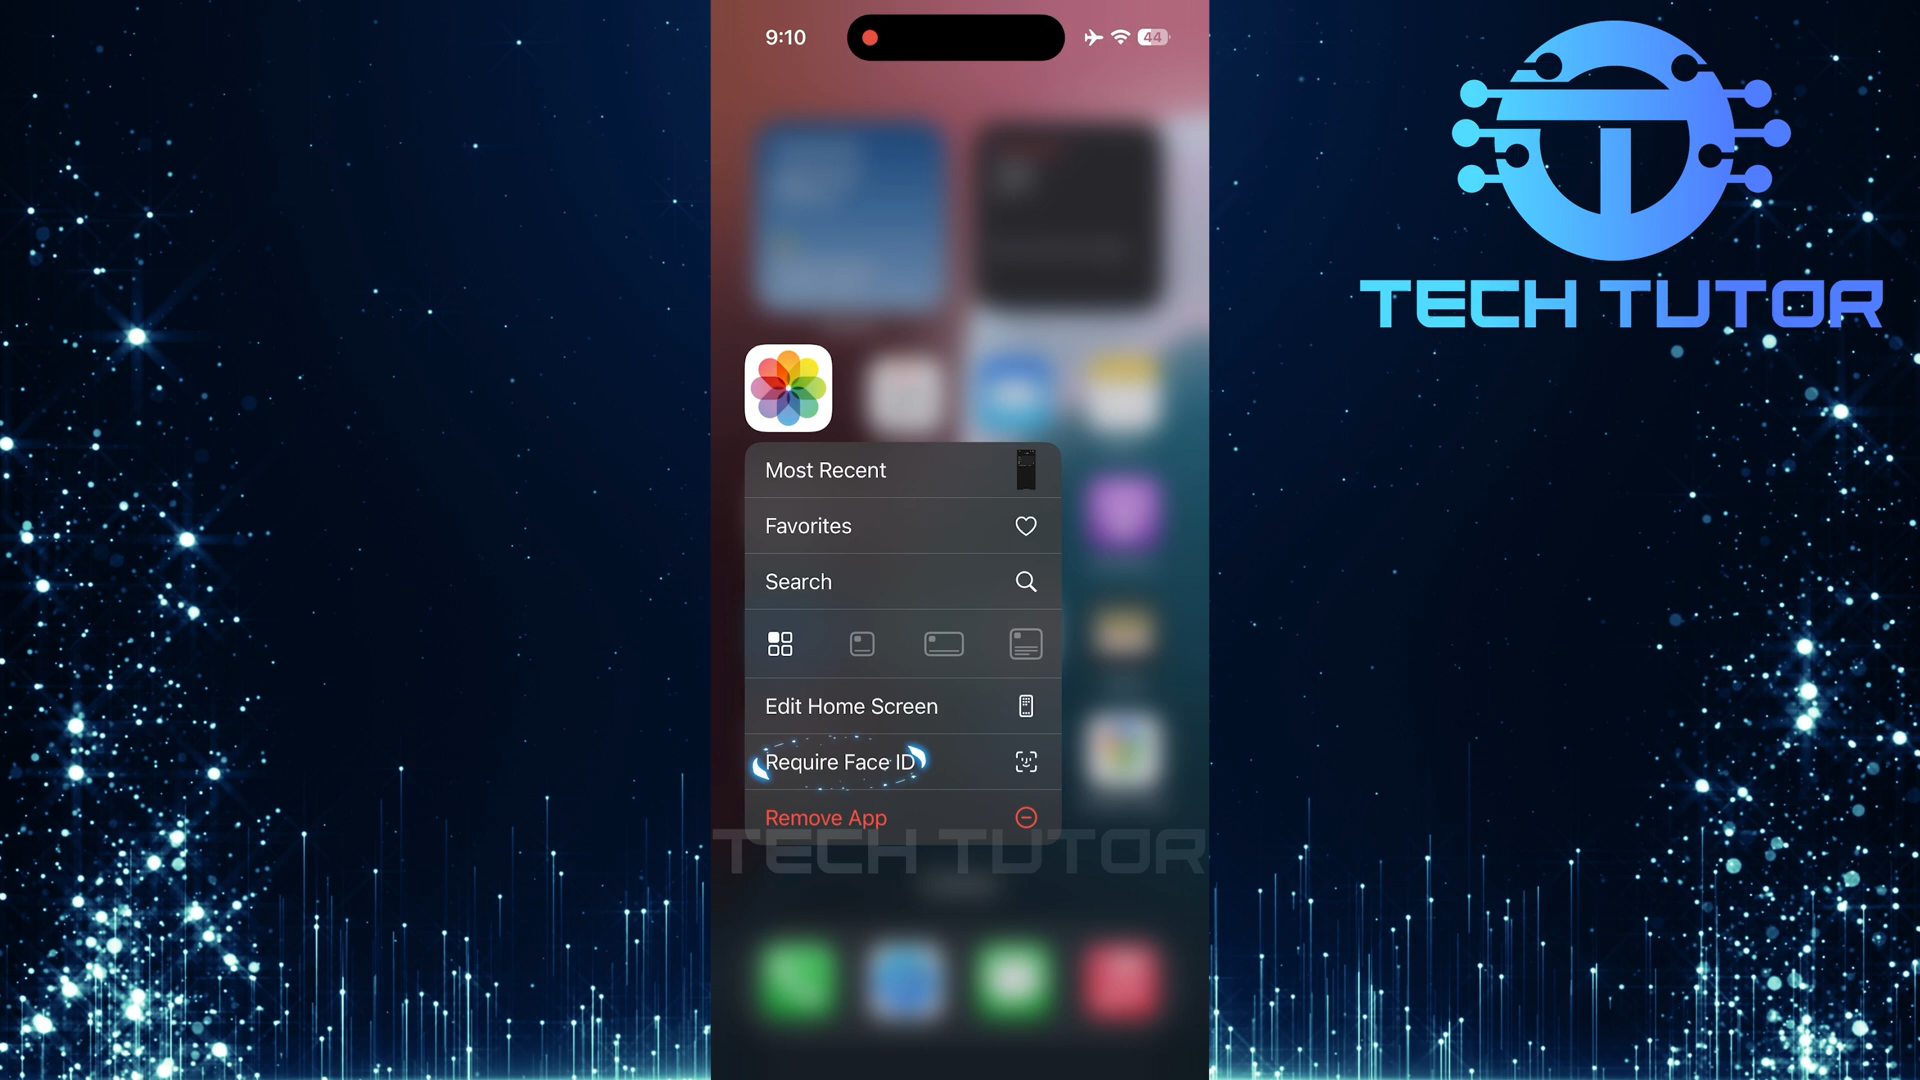 9:10
44
TECH TUTOR
Most Recent
Favorites
Search
Edit Home Screen
Require Face ID
Remove App
TECH TUTOR